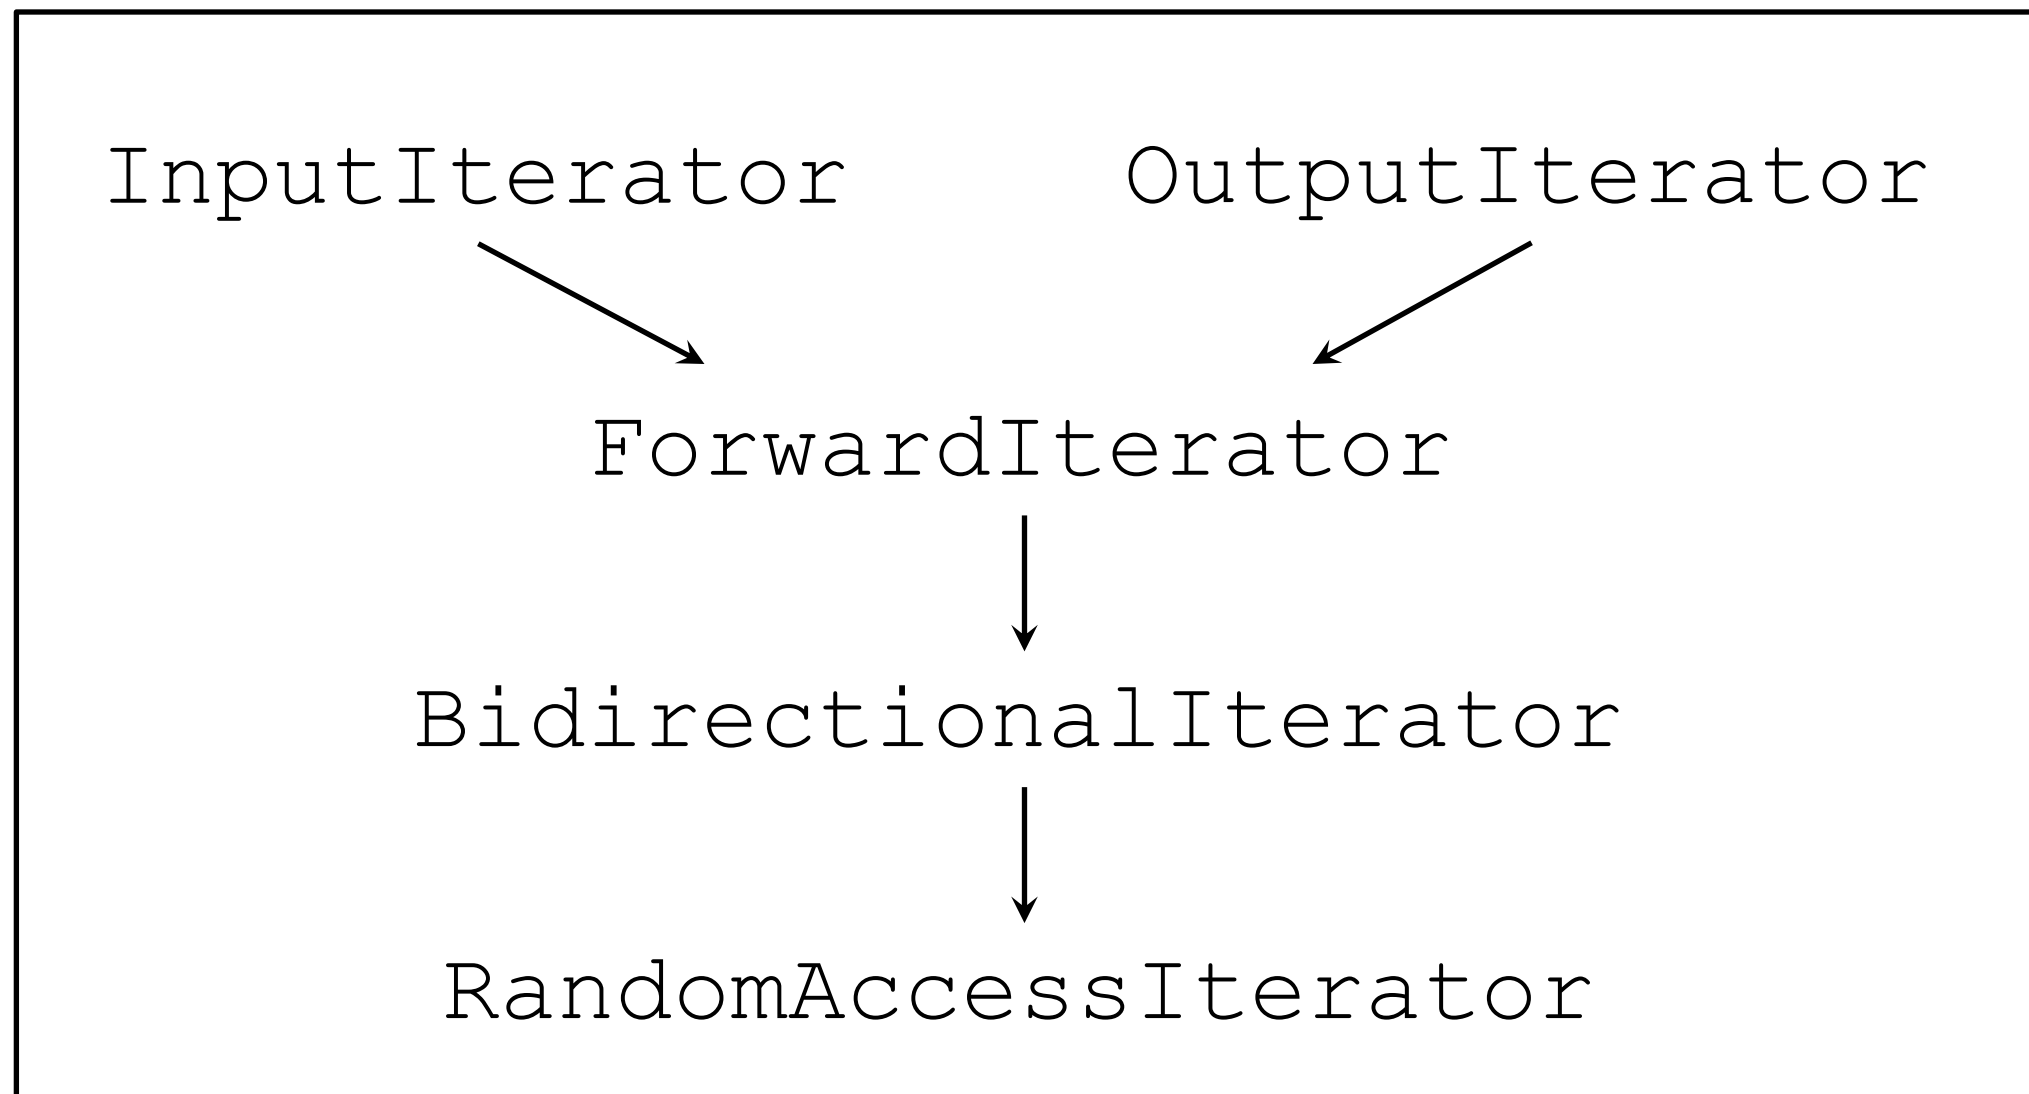 InputIterator OutputIterator
ForwardIterator
BidirectionalIterator
RandomAccessIterator